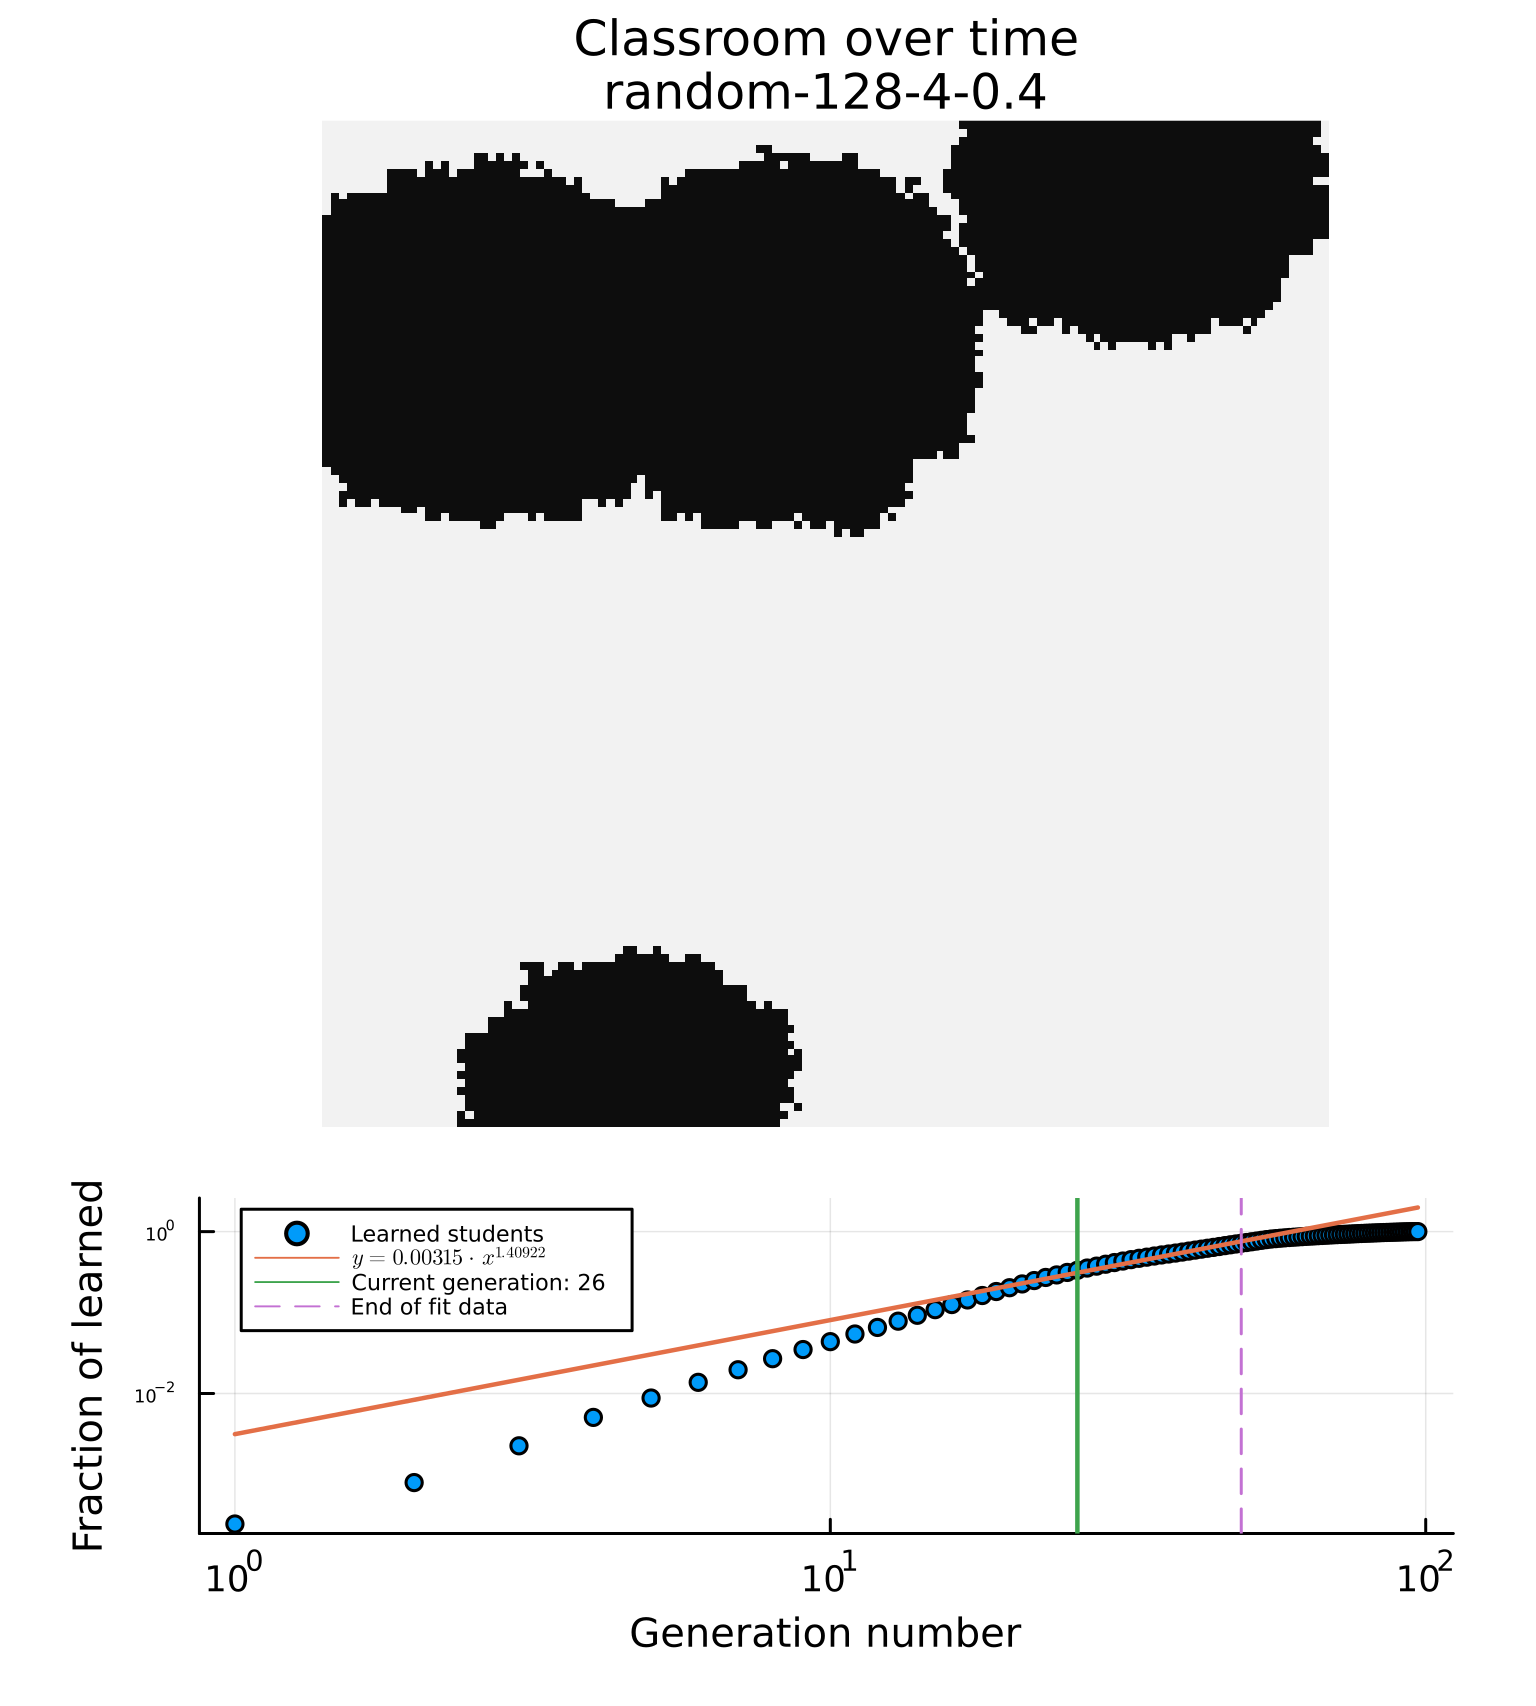 Classroom over time
random-128-4-0.4
Fraction of learned
10^0
10^−2
Learned students
y = 0.00315 · x^1.40922
Current generation: 26
End of fit data
10^0 10^1 10^2
Generation number